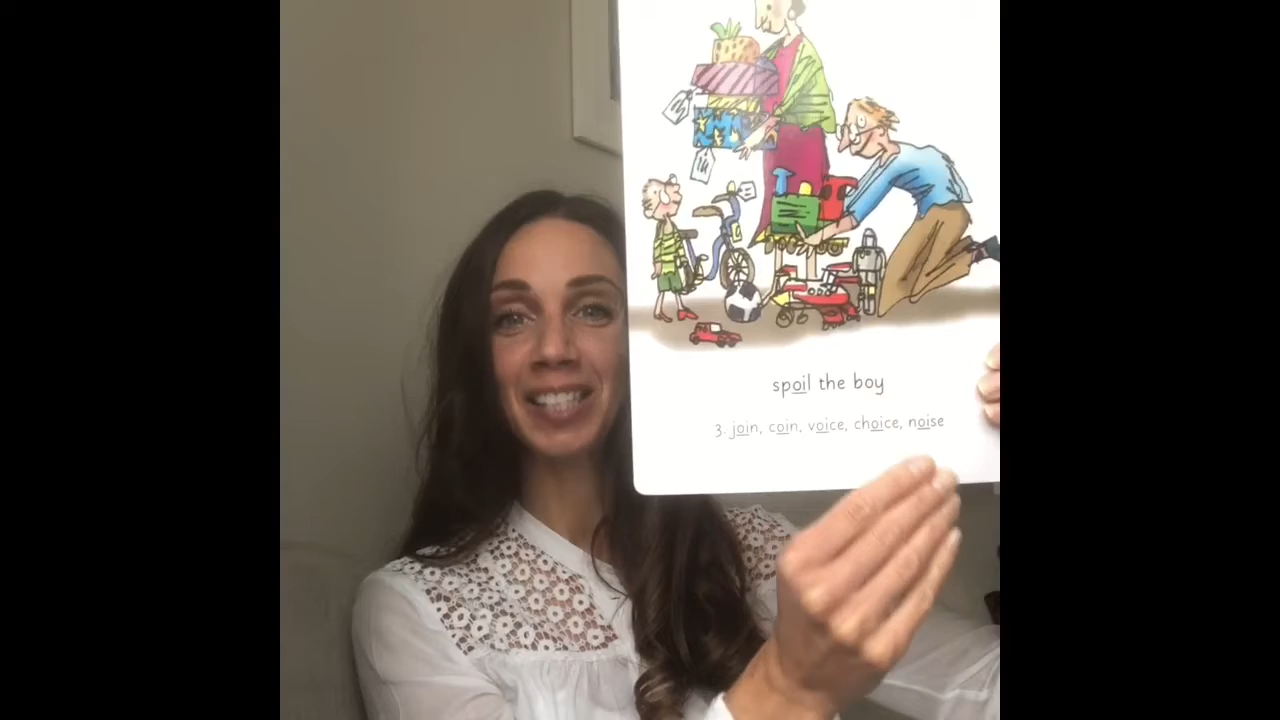 spoil the boy
3. join, coin, voice, choice, noise